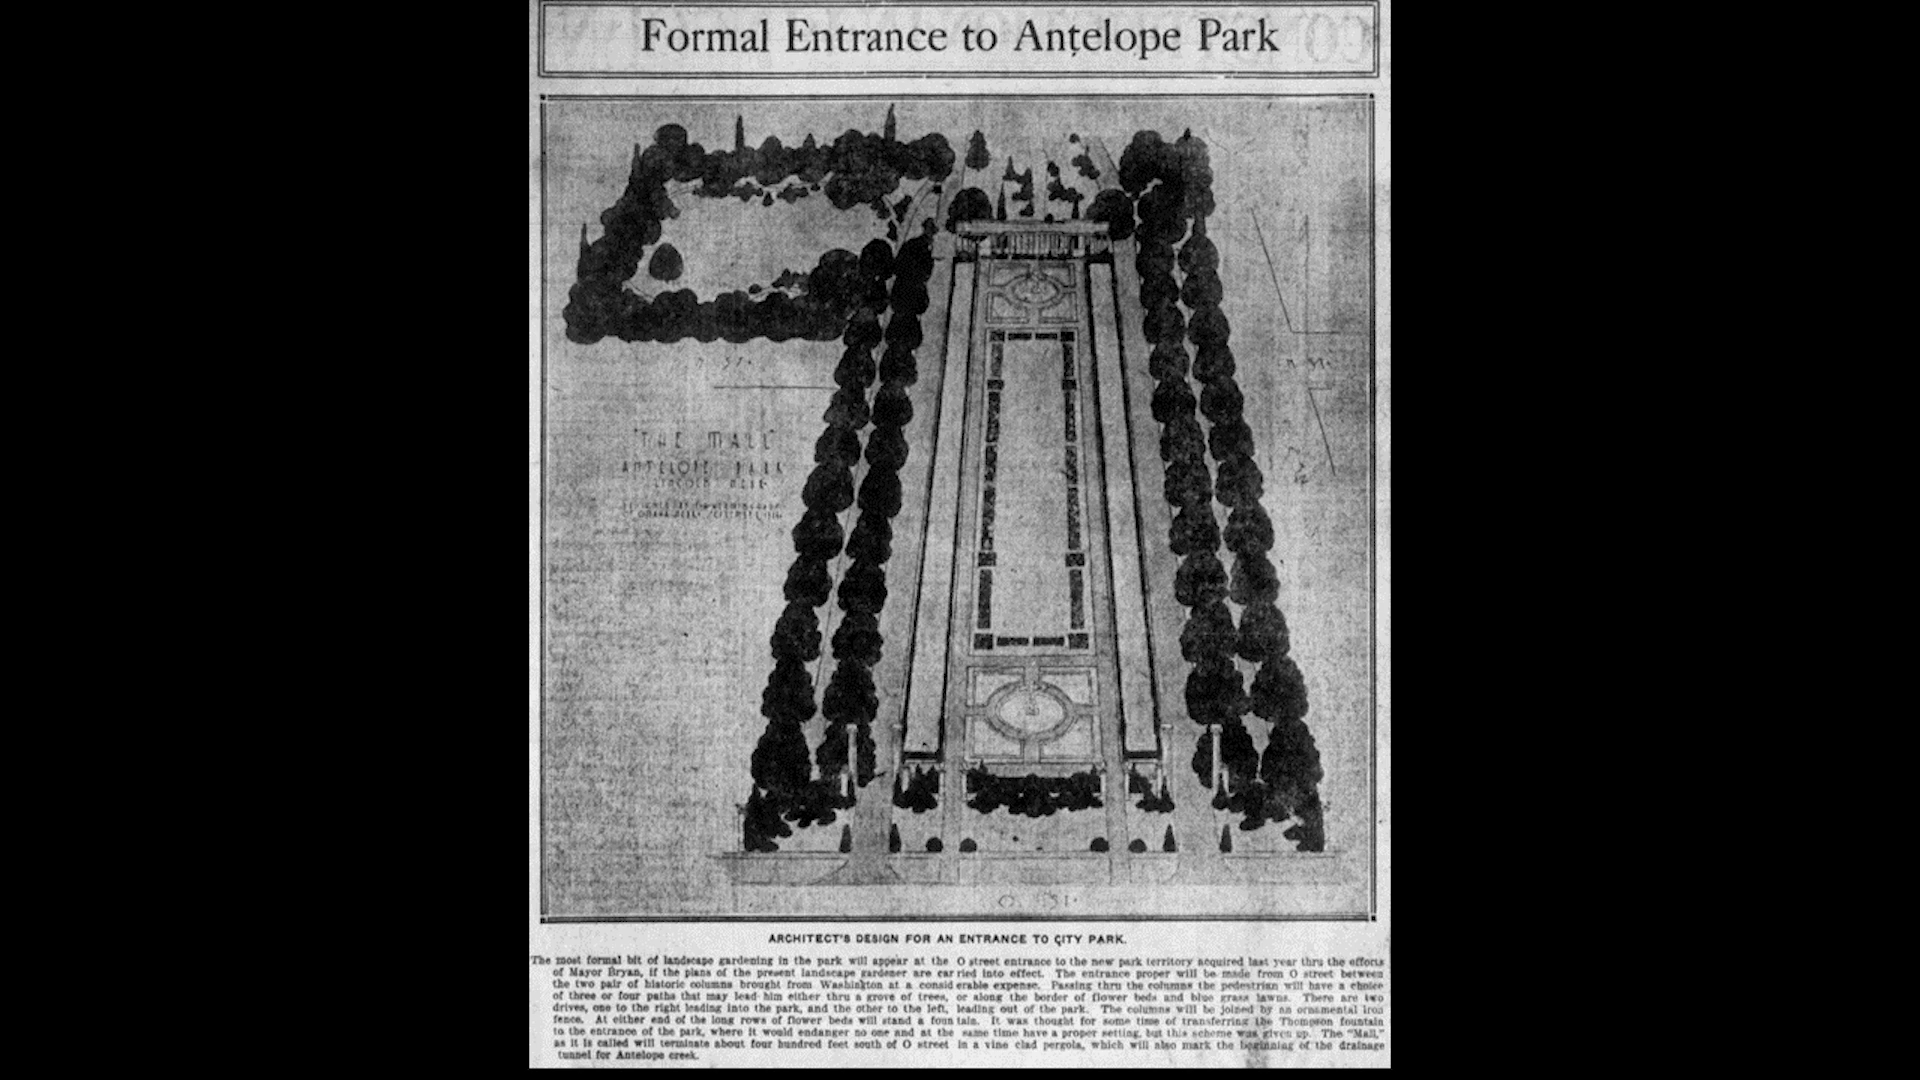 Formal Entrance to Antelope Park
N. ST.
"THE MALL"
ANTELOPE PARK
LINCOLN NEBR
O. ST.
ARCHITECT'S DESIGN FOR AN ENTRANCE TO CITY PARK.
The most formal bit of landscape gardening in the park will appear at the O street entrance to the new park territory acquired last year thru the efforts
of Mayor Bryan, if the plans of the present landscape gardener are carried into effect. The entrance proper will be made from O street between
the two pair of historic columns brought from Washington at a considerable expense. Passing thru the columns the pedestrian will have a choice
of three or four paths that may lead him either thru a grove of trees, or along the border of flower beds and blue grass lawns. There are two
drives, one to the right leading into the park, and the other to the left, leading out of the park. The columns will be joined by an ornamental iron
fence. At either end of the long rows of flower beds will stand a fountain. It was thought for some time of transferring the Thompson fountain
to the entrance of the park, where it would endanger no one and at the same time have a proper setting, but this scheme was given up. The "Mall,"
as it is called will terminate about four hundred feet south of O street in a vine clad pergola, which will also mark the beginning of the drainage
tunnel for Antelope creek.